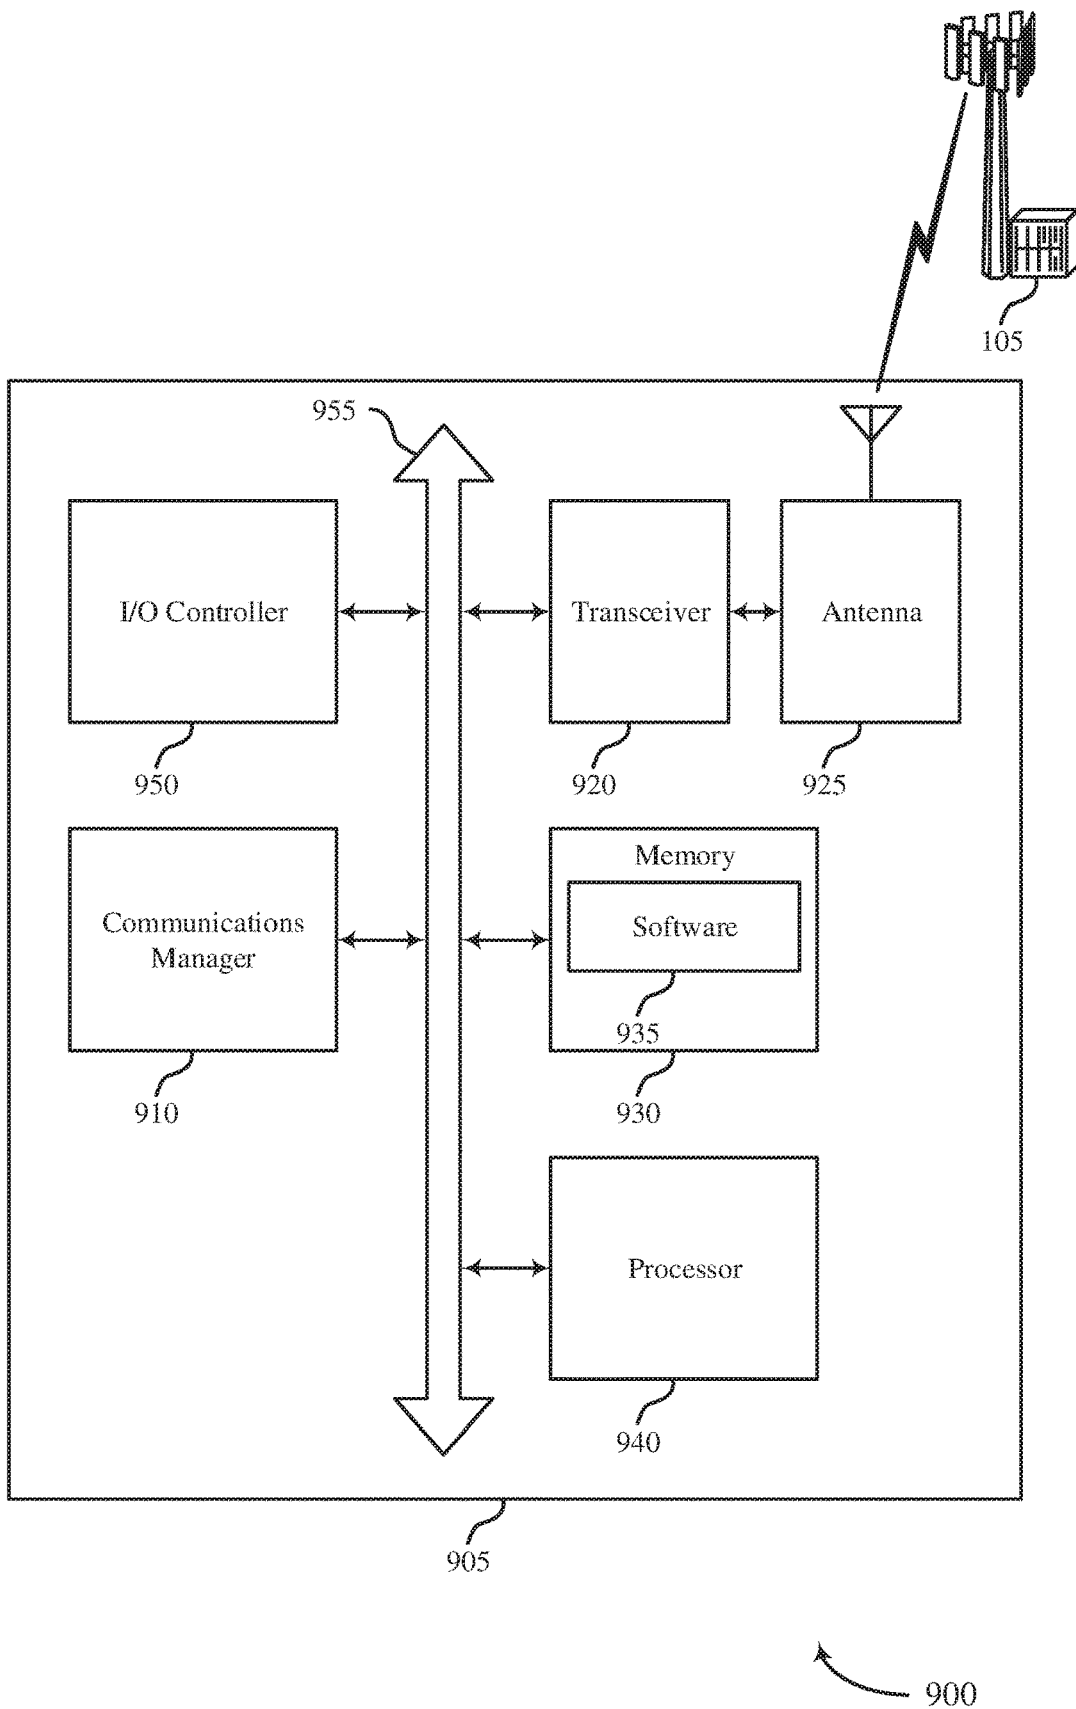 105
955
I/O Controller
Transceiver
Antenna
950
920
925
Memory
Communications
Manager
Software
935
910
930
Processor
940
905
900